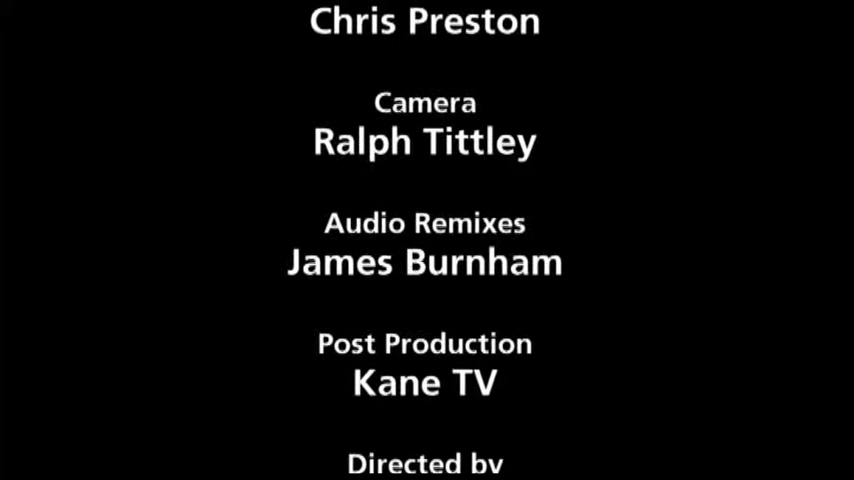 Chris Preston
Camera
Ralph Tittley
Audio Remixes
James Burnham
Post Production
Kane TV
Directed by